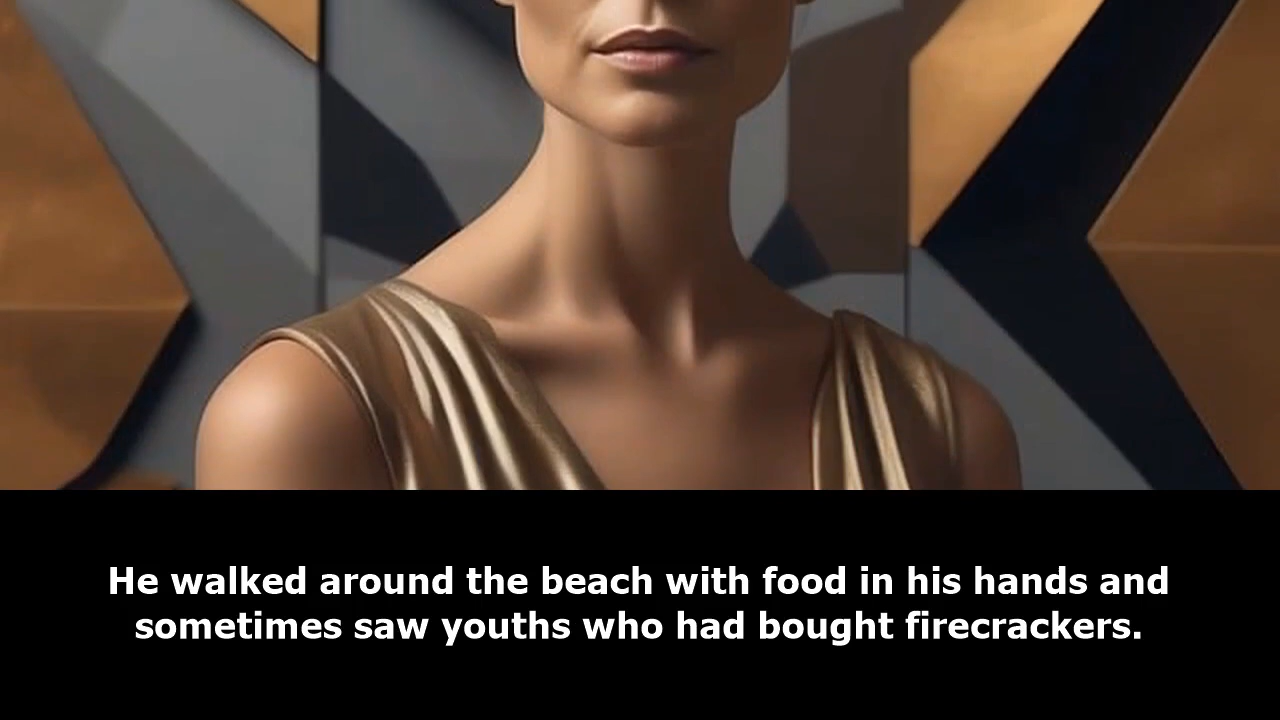 He walked around the beach with food in his hands and
sometimes saw youths who had bought firecrackers.